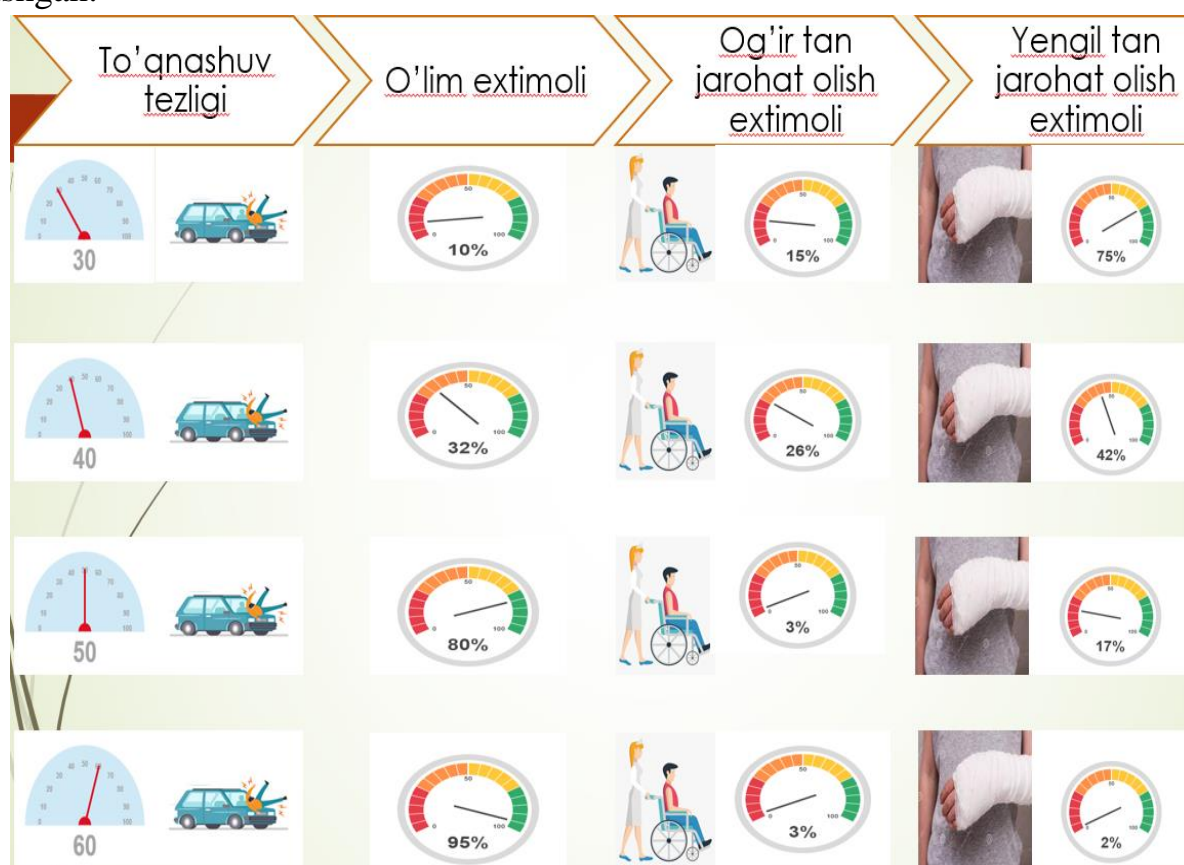 To’qnashuv
tezligi
O’lim extimoli
Og’ir tan
jarohat olish
extimoli
Yengil tan
jarohat olish
extimoli
30
10%
15%
75%
40
32%
26%
42%
50
80%
3%
17%
60
95%
3%
2%